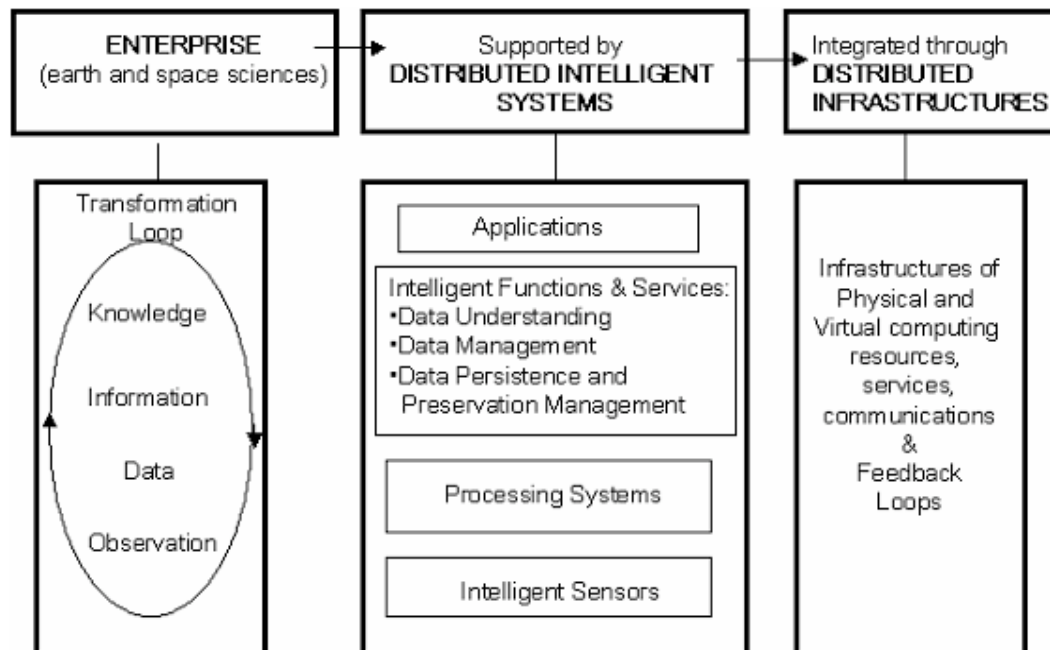 ENTERPRISE
(earth and space sciences)
Supported by
DISTRIBUTED INTELLIGENT
SYSTEMS
Integrated through
DISTRIBUTED
INFRASTRUCTURES
Transformation
Loop
Knowledge
Information
Data
Observation
Applications
Intelligent Functions & Services:
•Data Understanding
•Data Management
•Data Persistence and
Preservation Management
Processing Systems
Intelligent Sensors
Infrastructures of
Physical and
Virtual computing
resources,
services,
communications
&
Feedback
Loops